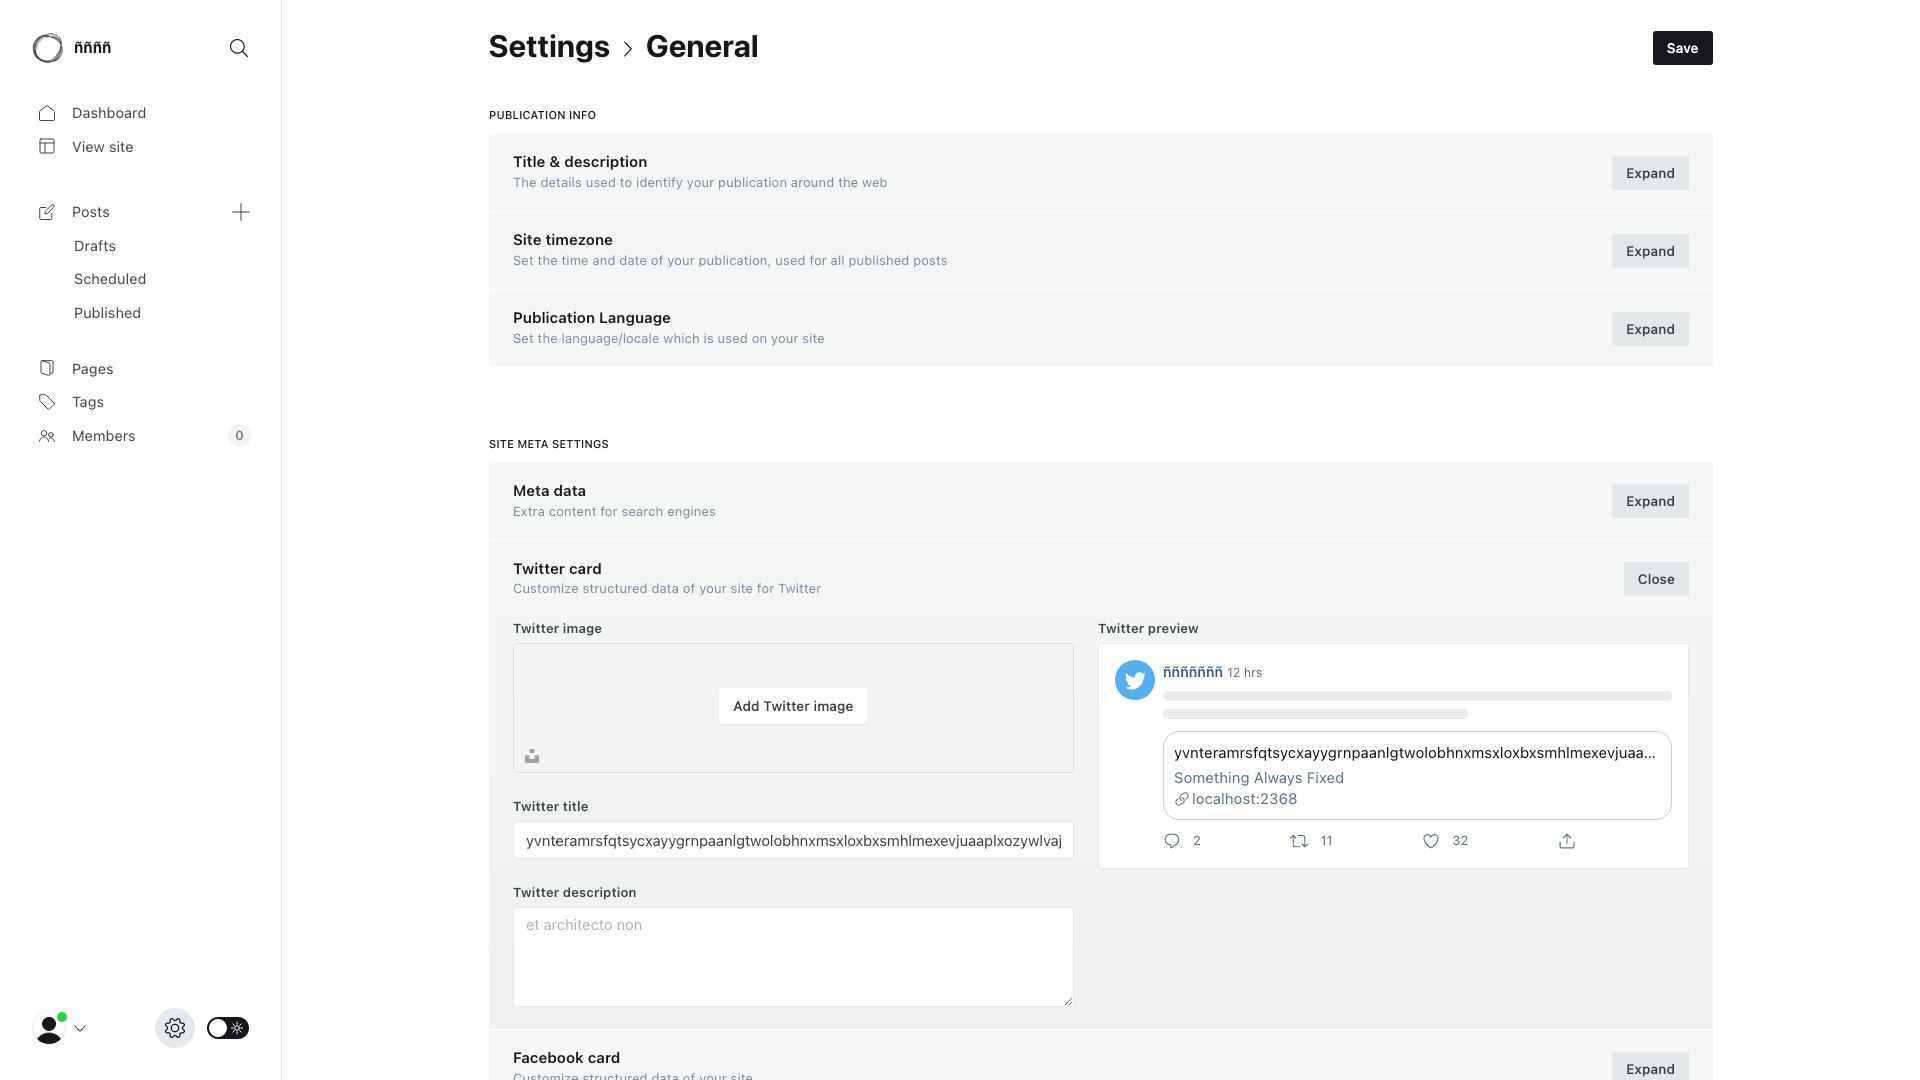 ññññ
Dashboard
View site
Posts
Drafts
Scheduled
Published
Pages
Tags
Members 0
Settings > General
Save
PUBLICATION INFO
Title & description
The details used to identify your publication around the web
Expand
Site timezone
Set the time and date of your publication, used for all published posts
Expand
Publication Language
Set the language/locale which is used on your site
Expand
SITE META SETTINGS
Meta data
Extra content for search engines
Expand
Twitter card
Customize structured data of your site for Twitter
Close
Twitter image
Add Twitter image
Twitter title
yvnteramrsfqtsycxayygrnpaanlgtwolobhnxmsxloxbxsmhlmexevjuaaplxozywlvaj
Twitter description
et architecto non
Twitter preview
ñññññññ 12 hrs
yvnteramrsfqtsycxayygrnpaanlgtwolobhnxmsxloxbxsmhlmexevjuaa...
Something Always Fixed
localhost:2368
2 11 32
Facebook card
Customize structured data of your site
Expand